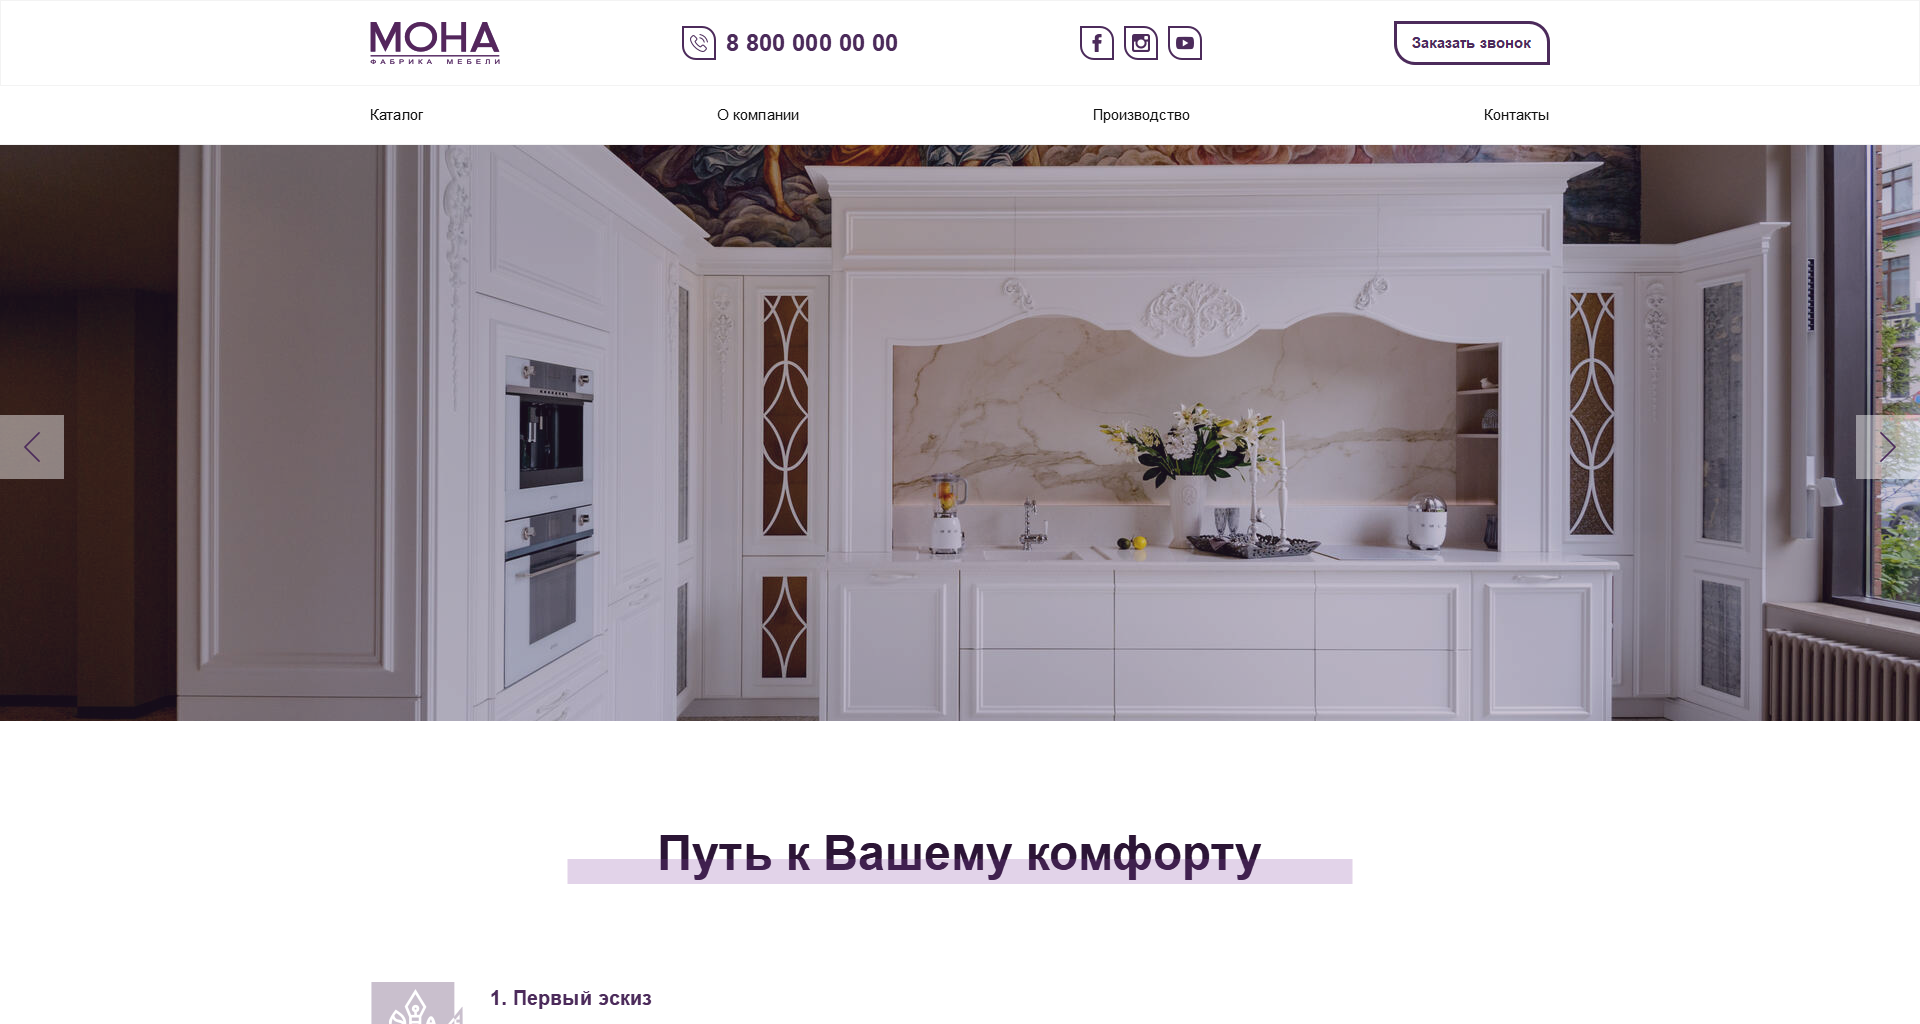 МОНА
ФАБРИКА МЕБЕЛИ
8 800 000 00 00
Заказать звонок
Каталог
О компании
Производство
Контакты
Путь к Вашему комфорту
1. Первый эскиз